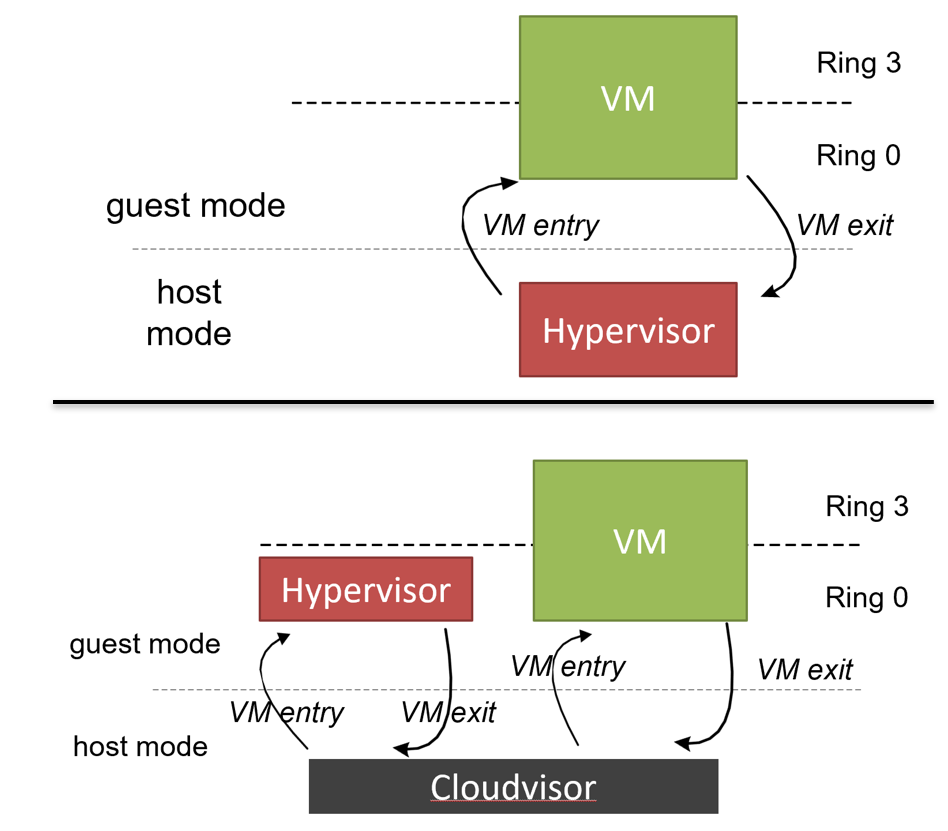 VM
Ring 3
Ring 0
guest mode
VM entry
VM exit
host
mode
Hypervisor
VM
Ring 3
Hypervisor
Ring 0
guest mode
VM entry
VM exit
VM entry
VM exit
host mode
Cloudvisor